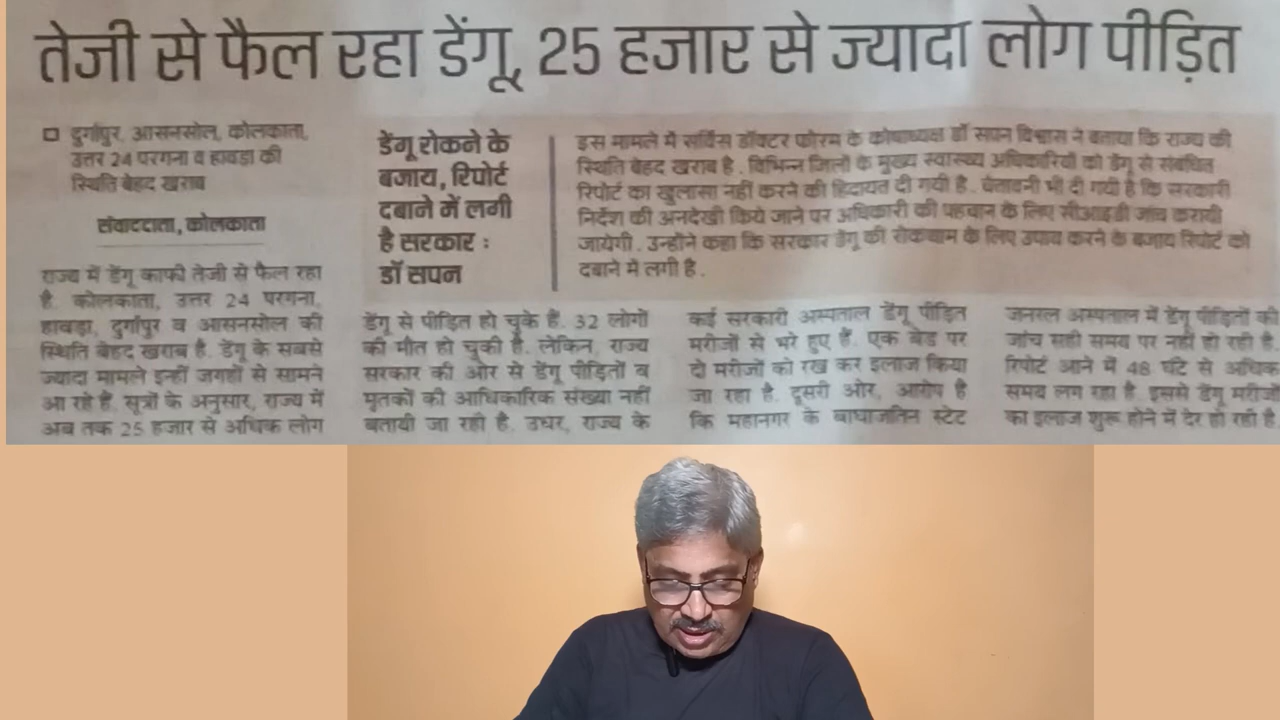 तेजी से फैल रहा डेंगू, 25 हजार से ज्यादा लोग पीड़ित
दुर्गापुर, आसनसोल, कोलकाता,
उत्तर 24 परगना व हावड़ा की
स्थिति बेहद खराब
संवाददाता, कोलकाता
राज्य में डेंगू काफी तेजी से फैल रहा
है. कोलकाता, उत्तर 24 परगना,
हावड़ा, दुर्गापुर व आसनसोल की
स्थिति बेहद खराब है. डेंगू के सबसे
ज्यादा मामले इन्हीं जगहों से सामने
आ रहे हैं. सूत्रों के अनुसार, राज्य में
अब तक 25 हजार से अधिक लोग
डेंगू रोकने के
बजाय, रिपोर्ट
दबाने में लगी
है सरकार :
डॉ सपन
इस मामले में सर्विस डॉक्टर फोरम के कोषाध्यक्ष डॉ सपन विश्वास ने बताया कि राज्य की
स्थिति बेहद खराब है. विभिन्न जिलों के मुख्य स्वास्थ्य अधिकारियों को डेंगू से संबंधित
रिपोर्ट का खुलासा नहीं करने की हिदायत दी गयी है. चेतावनी भी दी गयी है कि सरकारी
निर्देश की अनदेखी किये जाने पर अधिकारी की पहचान के लिए सीआइडी जांच करायी
जायेगी. उन्होंने कहा कि सरकार डेंगू की रोकथाम के लिए उपाय करने के बजाय रिपोर्ट को
दबाने में लगी है.
डेंगू से पीड़ित हो चुके हैं. 32 लोगों
की मौत हो चुकी है. लेकिन, राज्य
सरकार की ओर से डेंगू पीड़ितों व
मृतकों की आधिकारिक संख्या नहीं
बतायी जा रही है. उधर, राज्य के
कई सरकारी अस्पताल डेंगू पीड़ित
मरीजों से भरे हुए हैं. एक बेड पर
दो मरीजों को रख कर इलाज किया
जा रहा है. दूसरी ओर, आरोप है
कि महानगर के बाघाजतिन स्टेट
जनरल अस्पताल में डेंगू पीड़ितों की
जांच सही समय पर नहीं हो रही है.
रिपोर्ट आने में 48 घंटे से अधिक
समय लग रहा है. इससे डेंगू मरीजों
का इलाज शुरू होने में देर हो रही है.